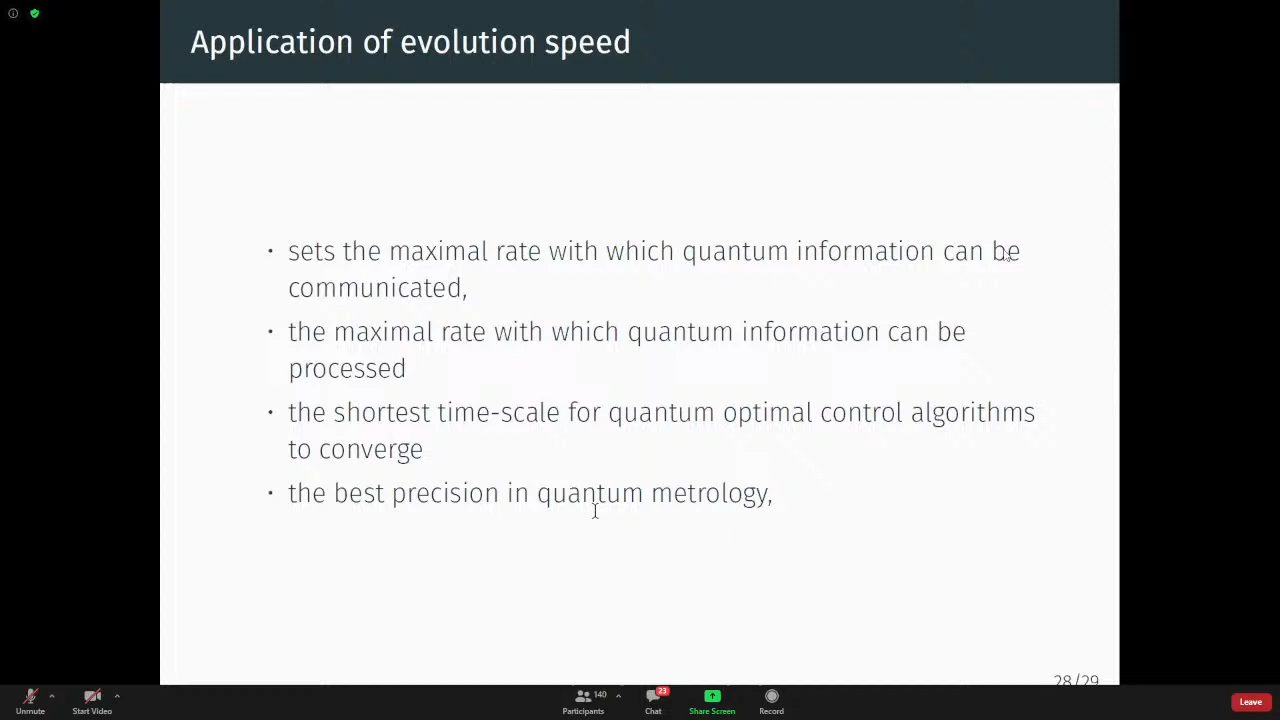 Application of evolution speed
· sets the maximal rate with which quantum information can be
communicated,
· the maximal rate with which quantum information can be
processed
· the shortest time-scale for quantum optimal control algorithms
to converge
· the best precision in quantum metrology,
28/29
140
23
Unmute
Start Video
Participants
Chat
Share Screen
Record
Leave